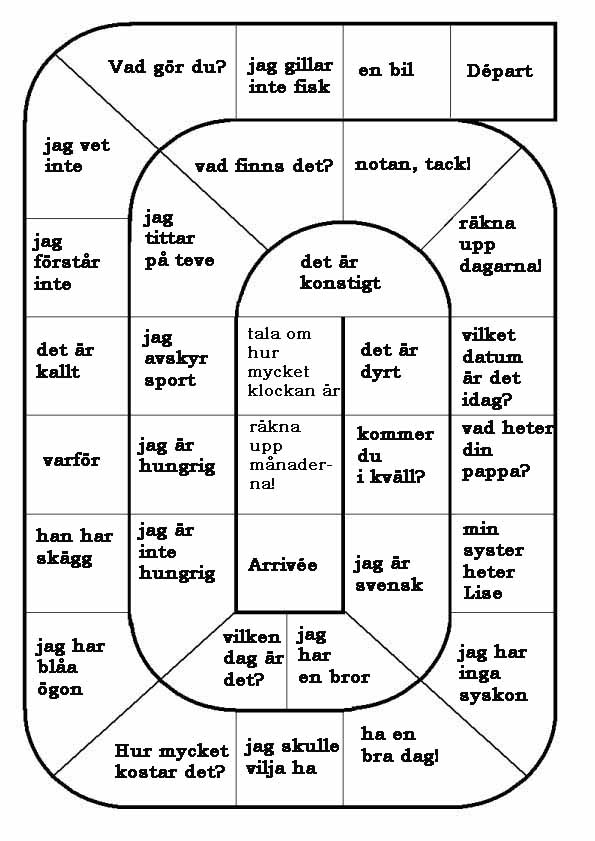 Vad gör du?
jag gillar
inte fisk
en bil
Départ
jag vet
inte
vad finns det?
notan, tack!
jag
förstår
inte
jag
tittar
på teve
det är
konstigt
räkna
upp
dagarna!
det är
kallt
jag
avskyr
sport
tala om
hur
mycket
klockan är
det är
dyrt
vilket
datum
är det
idag?
varför
jag är
hungrig
räkna
upp
månader-
na!
kommer
du
i kväll?
vad heter
din
pappa?
han har
skägg
jag är
inte
hungrig
Arrivée
jag är
svensk
min
syster
heter
Lise
jag har
blåa
ögon
vilken
dag är
det?
jag
har
en bror
jag har
inga
syskon
Hur mycket
kostar det?
jag skulle
vilja ha
ha en
bra dag!